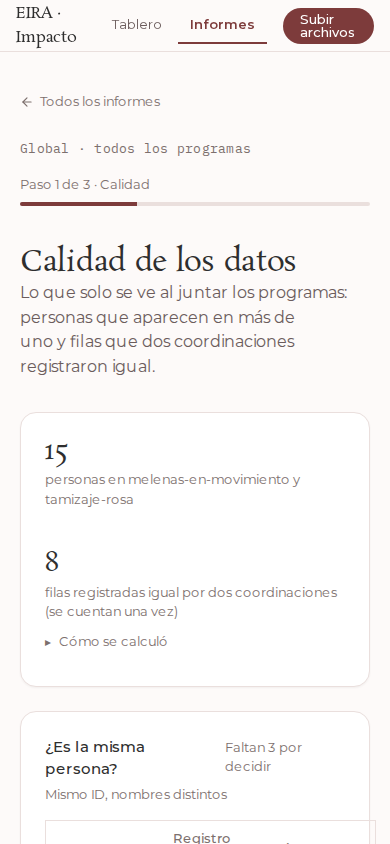 EIRA ·
Impacto
Tablero
Informes
Subir
archivos
← Todos los informes
Global · todos los programas
Paso 1 de 3 · Calidad
Calidad de los datos
Lo que solo se ve al juntar los programas:
personas que aparecen en más de
uno y filas que dos coordinaciones
registraron igual.
15
personas en melenas-en-movimiento y
tamizaje-rosa
8
filas registradas igual por dos coordinaciones
(se cuentan una vez)
▸ Cómo se calculó
¿Es la misma
persona?
Faltan 3 por
decidir
Mismo ID, nombres distintos
Registro